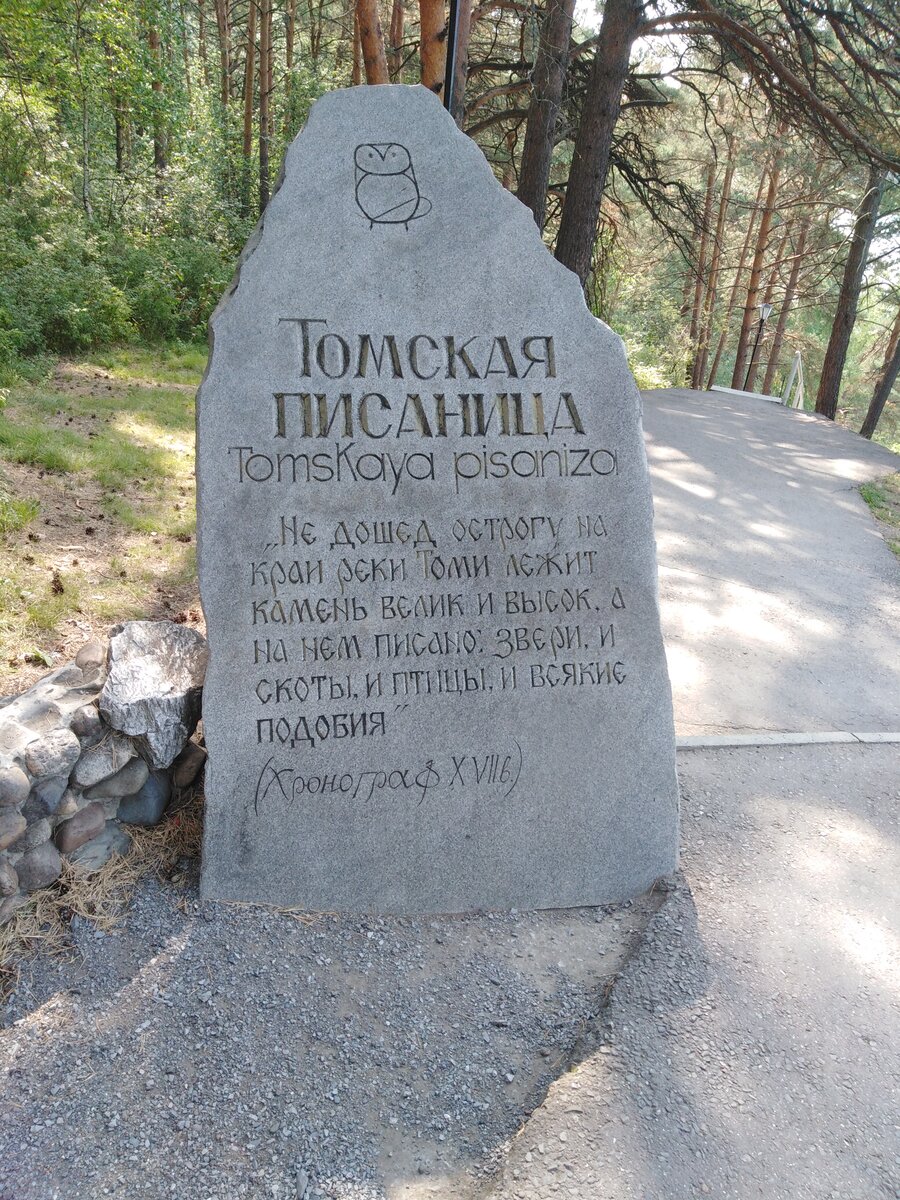 Томская
писаница
Tomskaya pisaniza
„Не дошед острогу на
краи реки Томи лежит
камень велик и высок, а
на нем писано: звери, и
скоты, и птицы, и всякие
подобия"
(Хронограф XVIIв.)